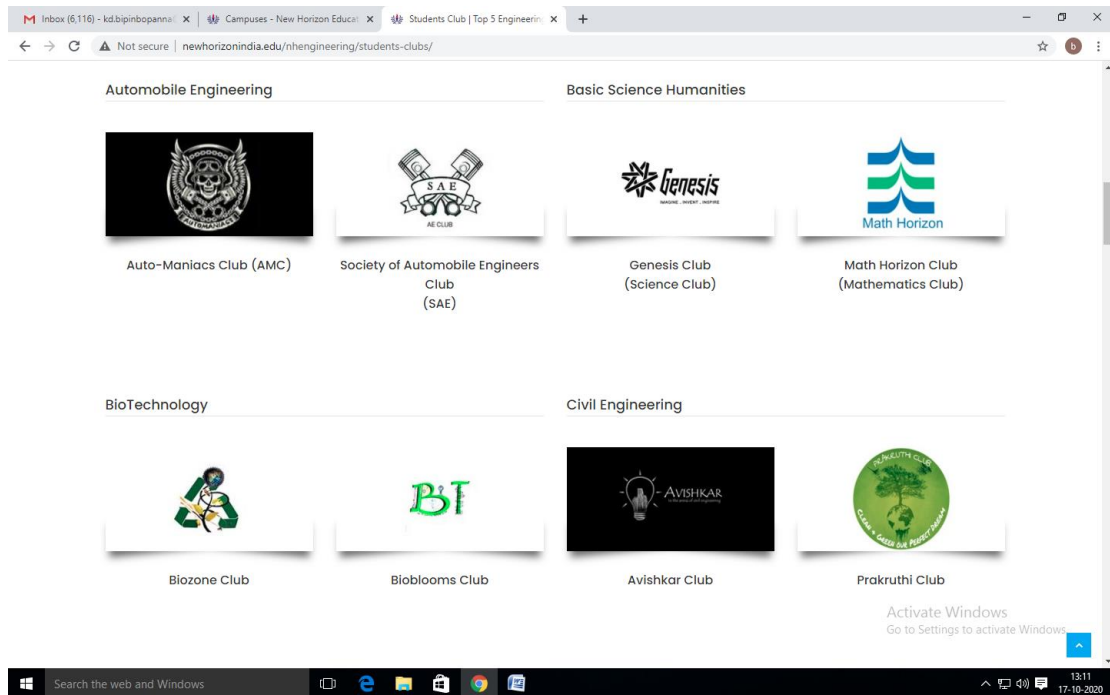 Inbox (6,116) - kd.bipinbopanna
Campuses - New Horizon Educat
Students Club | Top 5 Engineerin
Not secure | newhorizonindia.edu/nhengineering/students-clubs/
b
Automobile Engineering
Basic Science Humanities
AUTOMANIACS
SAE
AE CLUB
Genesis
IMAGINE . INVENT . INSPIRE
Math Horizon
Auto-Maniacs Club (AMC)
Society of Automobile Engineers
Club
(SAE)
Genesis Club
(Science Club)
Math Horizon Club
(Mathematics Club)
BioTechnology
Civil Engineering
BT
AVISHKAR
PRAKRUTHI CLUB
CLEAN & GREEN OUR PERFECT DREAM
Biozone Club
Bioblooms Club
Avishkar Club
Prakruthi Club
Activate Windows
Go to Settings to activate Windows.
Search the web and Windows
13:11
17-10-2020